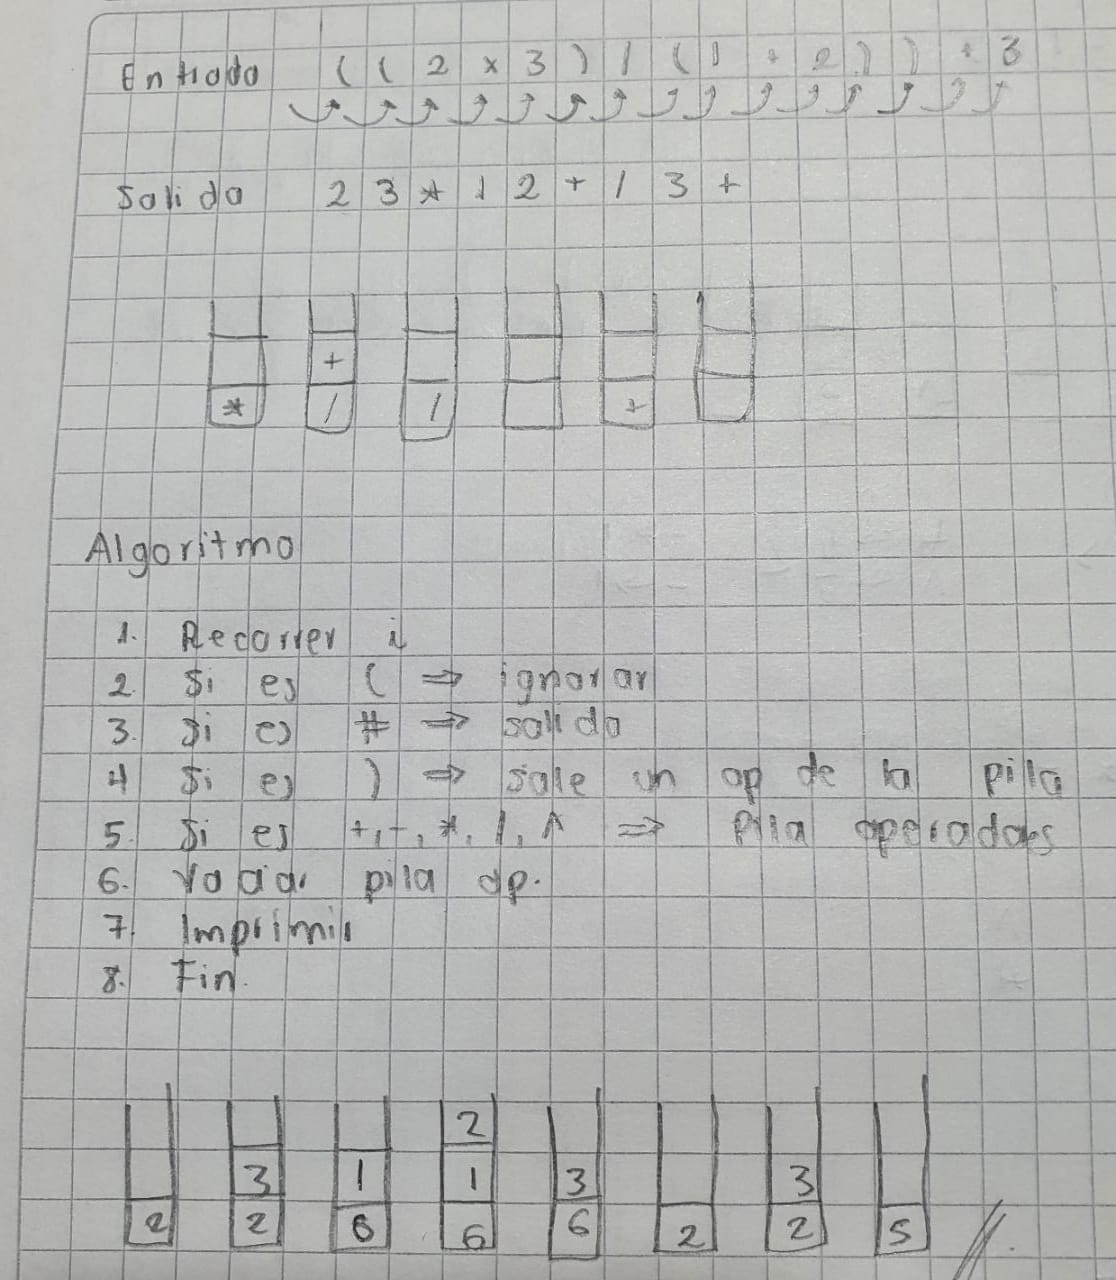 Entrada ( ( 2 x 3 ) / ( 1 + 2 ) ) + 3
Salida 2 3 * 1 2 + / 3 +
+
* / / +
Algoritmo
1. Recorrer i
2. Si es ( ⇒ ignorar
3. Si es # ⇒ salida
4 Si es ) ⇒ sale un op de la pila
5. Si es +, -, *, /, ^ ⇒ Pila operadores
6. Vaciar pila op.
7. Imprimir
8. Fin.
2
3 1 1 3 3
2 2 6 6 6 2 2 5